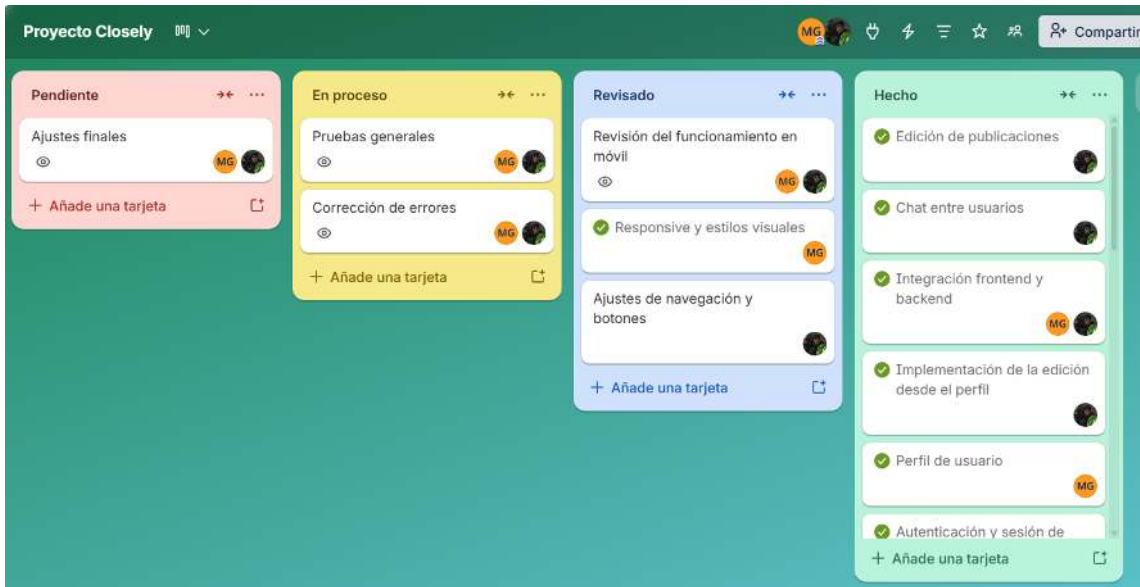 Proyecto Closely
MG
Compartir
Pendiente
Ajustes finales
MG
Añade una tarjeta
En proceso
Pruebas generales
MG
Corrección de errores
MG
Añade una tarjeta
Revisado
Revisión del funcionamiento en
móvil
MG
Responsive y estilos visuales
MG
Ajustes de navegación y
botones
Añade una tarjeta
Hecho
Edición de publicaciones
Chat entre usuarios
Integración frontend y
backend
MG
Implementación de la edición
desde el perfil
Perfil de usuario
MG
Autenticación y sesión de
Añade una tarjeta